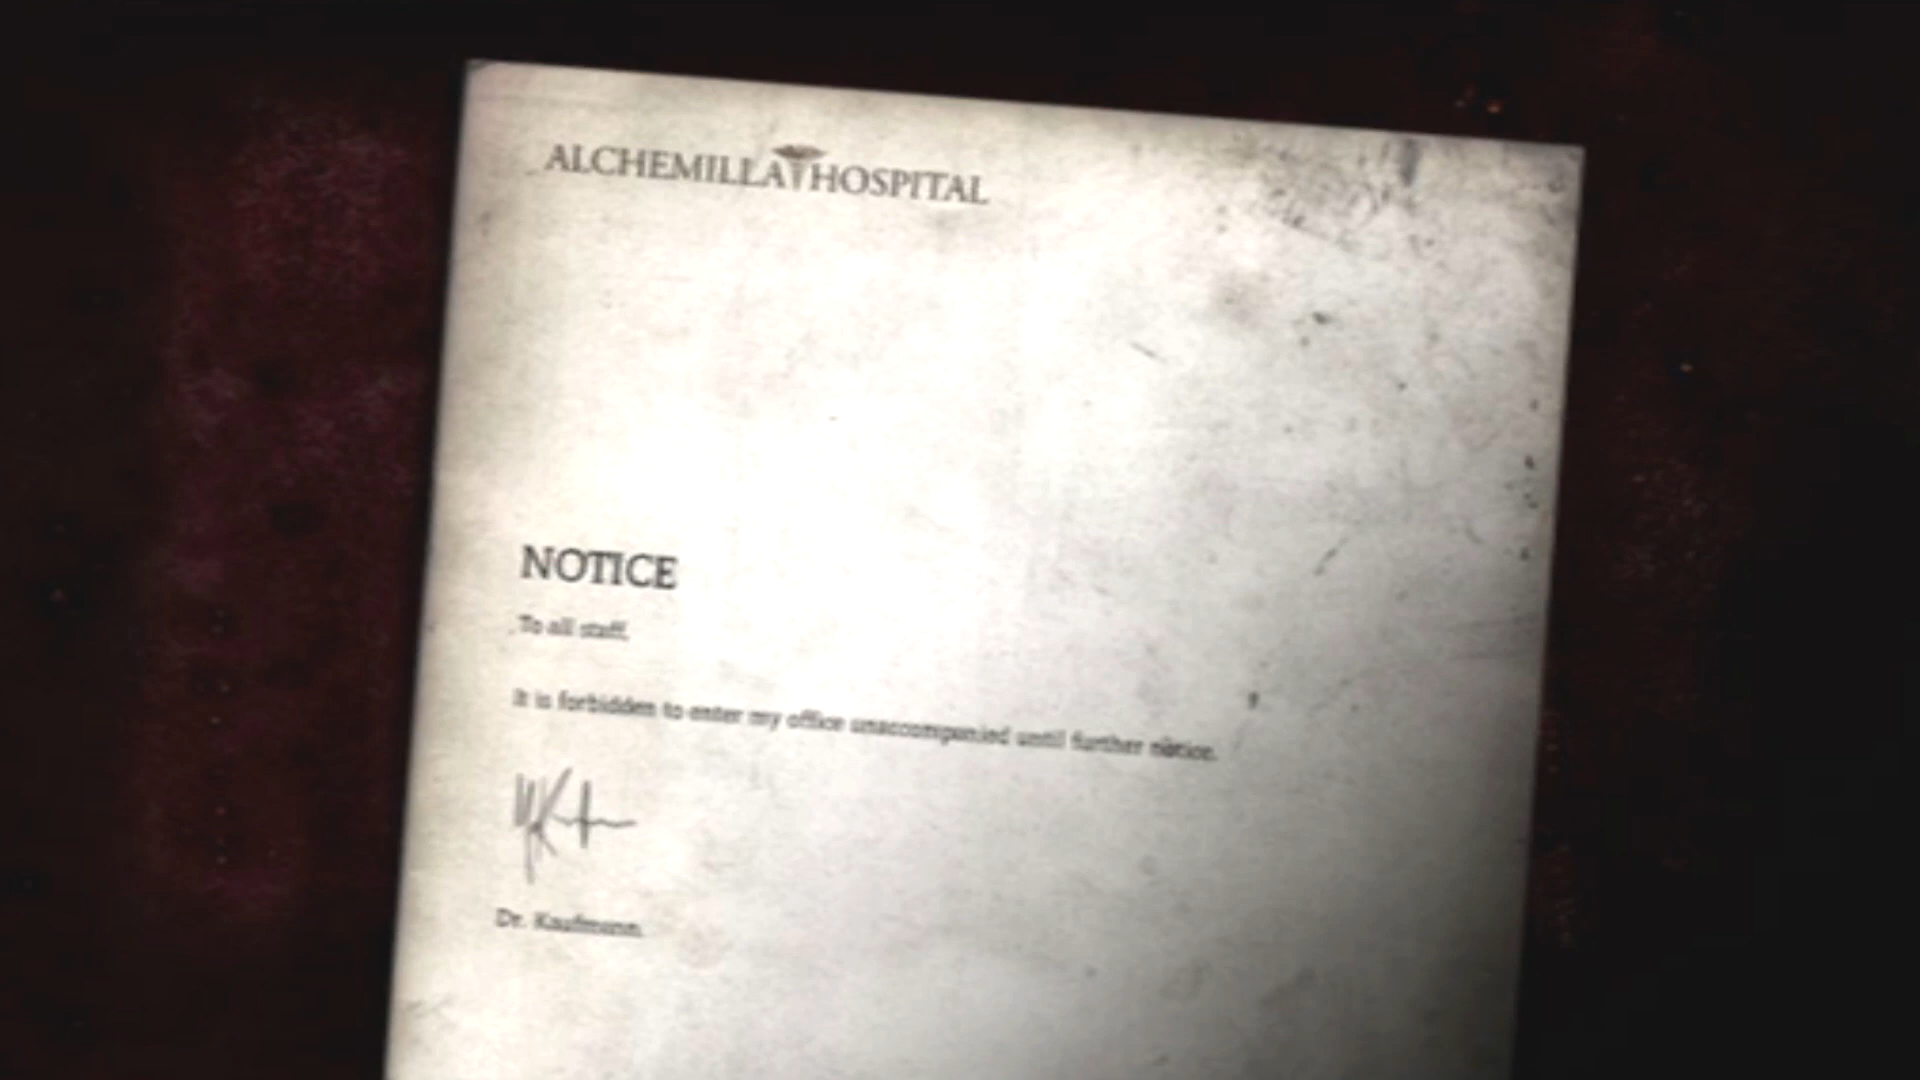 ALCHEMILLA HOSPITAL
NOTICE
To all staff,
It is forbidden to enter my office unaccompanied until further notice.
Dr. Kaufmann